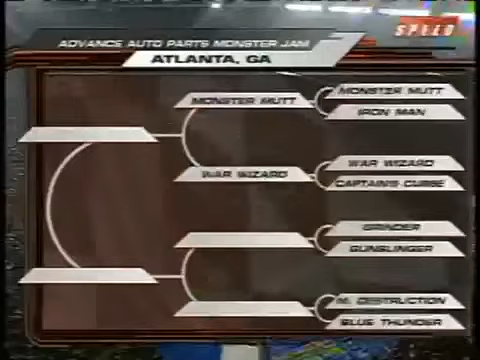 SPEED
ADVANCE AUTO PARTS MONSTER JAM
ATLANTA, GA
MONSTER MUTT
IRON MAN
MONSTER MUTT
WAR WIZARD
CAPTAIN'S CURSE
WAR WIZARD
GRINDER
GUNSLINGER
M. DESTRUCTION
BLUE THUNDER